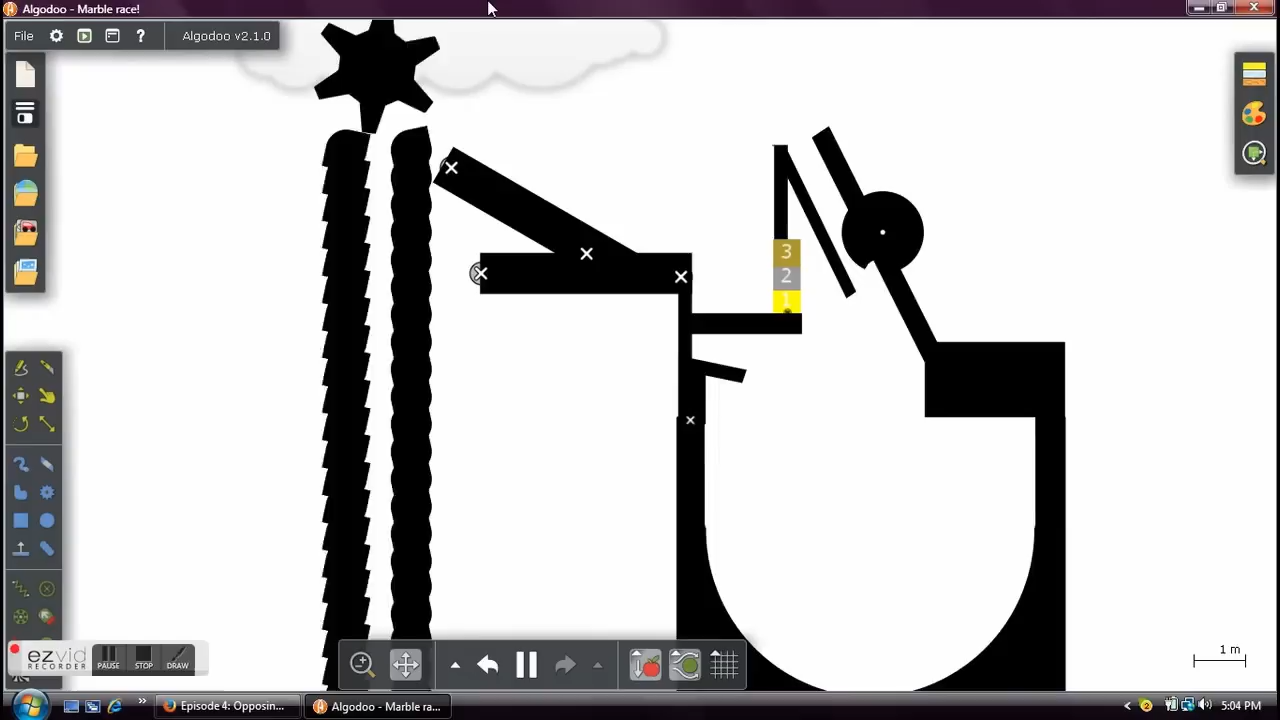 Algodoo - Marble race!
File
?
Algodoo v2.1.0
3
2
1
ezvid
RECORDER
PAUSE
STOP
DRAW
1 m
Episode 4: Opposin...
Algodoo - Marble ra...
2
5:04 PM